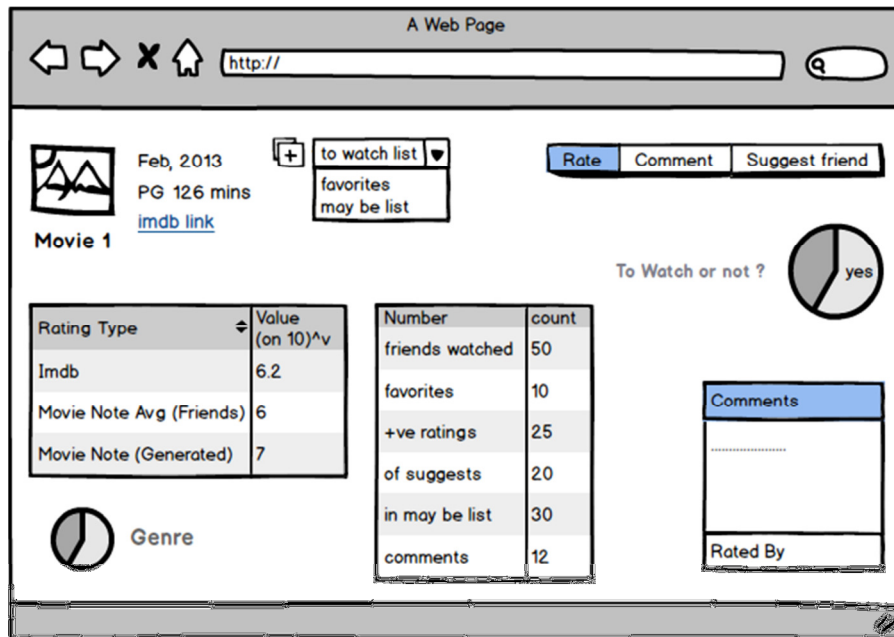 A Web Page
http://
Feb, 2013
PG 126 mins
imdb link
Movie 1
to watch list
favorites
may be list
Rate Comment Suggest friend
To Watch or not ?
yes
Rating Type Value (on 10)^v
Imdb 6.2
Movie Note Avg (Friends) 6
Movie Note (Generated) 7
Genre
Number count
friends watched 50
favorites 10
+ve ratings 25
of suggests 20
in may be list 30
comments 12
Comments
Rated By